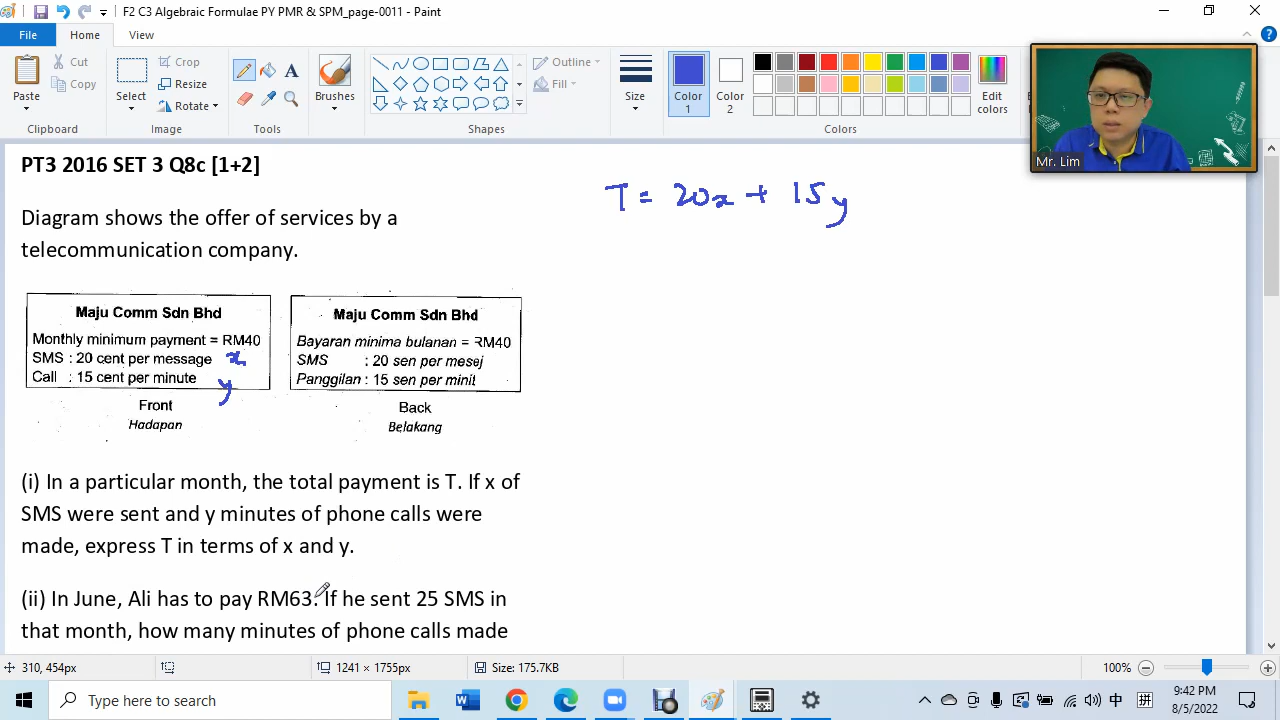 F2 C3 Algebraic Formulae PY PMR & SPM_page-0011 - Paint
File Home View
Paste Cut Copy Select Crop Resize Rotate Brushes Size Outline Fill Color 1 Color 2 Edit colors
Clipboard Image Tools Shapes Colors
Mr. Lim
PT3 2016 SET 3 Q8c [1+2]
T = 20x + 15y
Diagram shows the offer of services by a
telecommunication company.
Maju Comm Sdn Bhd
Monthly minimum payment = RM40
SMS : 20 cent per message x
Call : 15 cent per minute y
Front
Hadapan
Maju Comm Sdn Bhd
Bayaran minima bulanan = RM40
SMS : 20 sen per mesej
Panggilan : 15 sen per minit
Back
Belakang
(i) In a particular month, the total payment is T. If x of
SMS were sent and y minutes of phone calls were
made, express T in terms of x and y.
(ii) In June, Ali has to pay RM63. If he sent 25 SMS in
that month, how many minutes of phone calls made
310, 454px 1241 × 1755px Size: 175.7KB 100%
Type here to search
中 拼 9:42 PM
8/5/2022